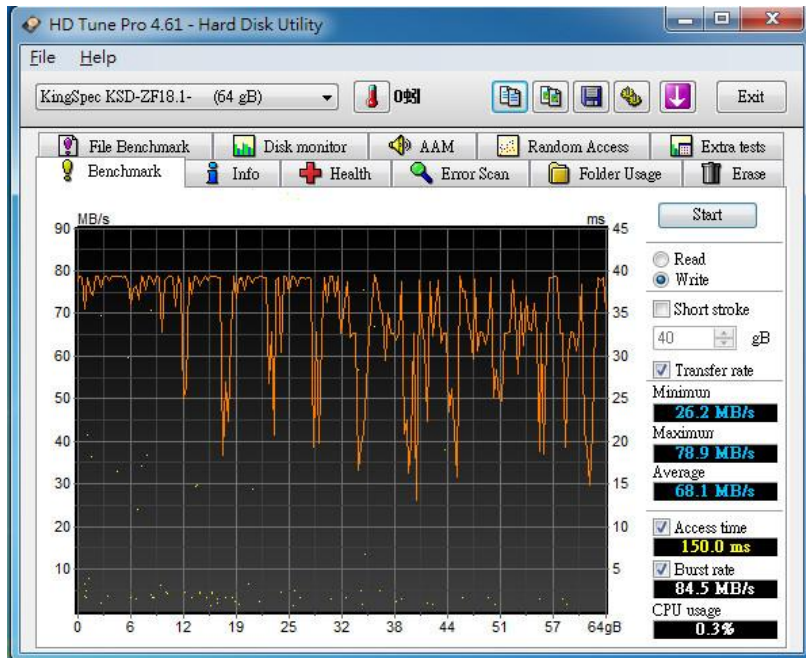 HD Tune Pro 4.61 - Hard Disk Utility
File Help
KingSpec KSD-ZF18.1- (64 gB) 0蚓 Exit
File Benchmark Disk monitor AAM Random Access Extra tests
Benchmark Info Health Error Scan Folder Usage Erase
MB/s ms
90 45
80 40
70 35
60 30
50 25
40 20
30 15
20 10
10 5
0 6 12 19 25 32 38 44 51 57 64gB
Start
Read
Write
Short stroke
40 gB
Transfer rate
Minimun
26.2 MB/s
Maximum
78.9 MB/s
Average
68.1 MB/s
Access time
150.0 ms
Burst rate
84.5 MB/s
CPU usage
0.3%